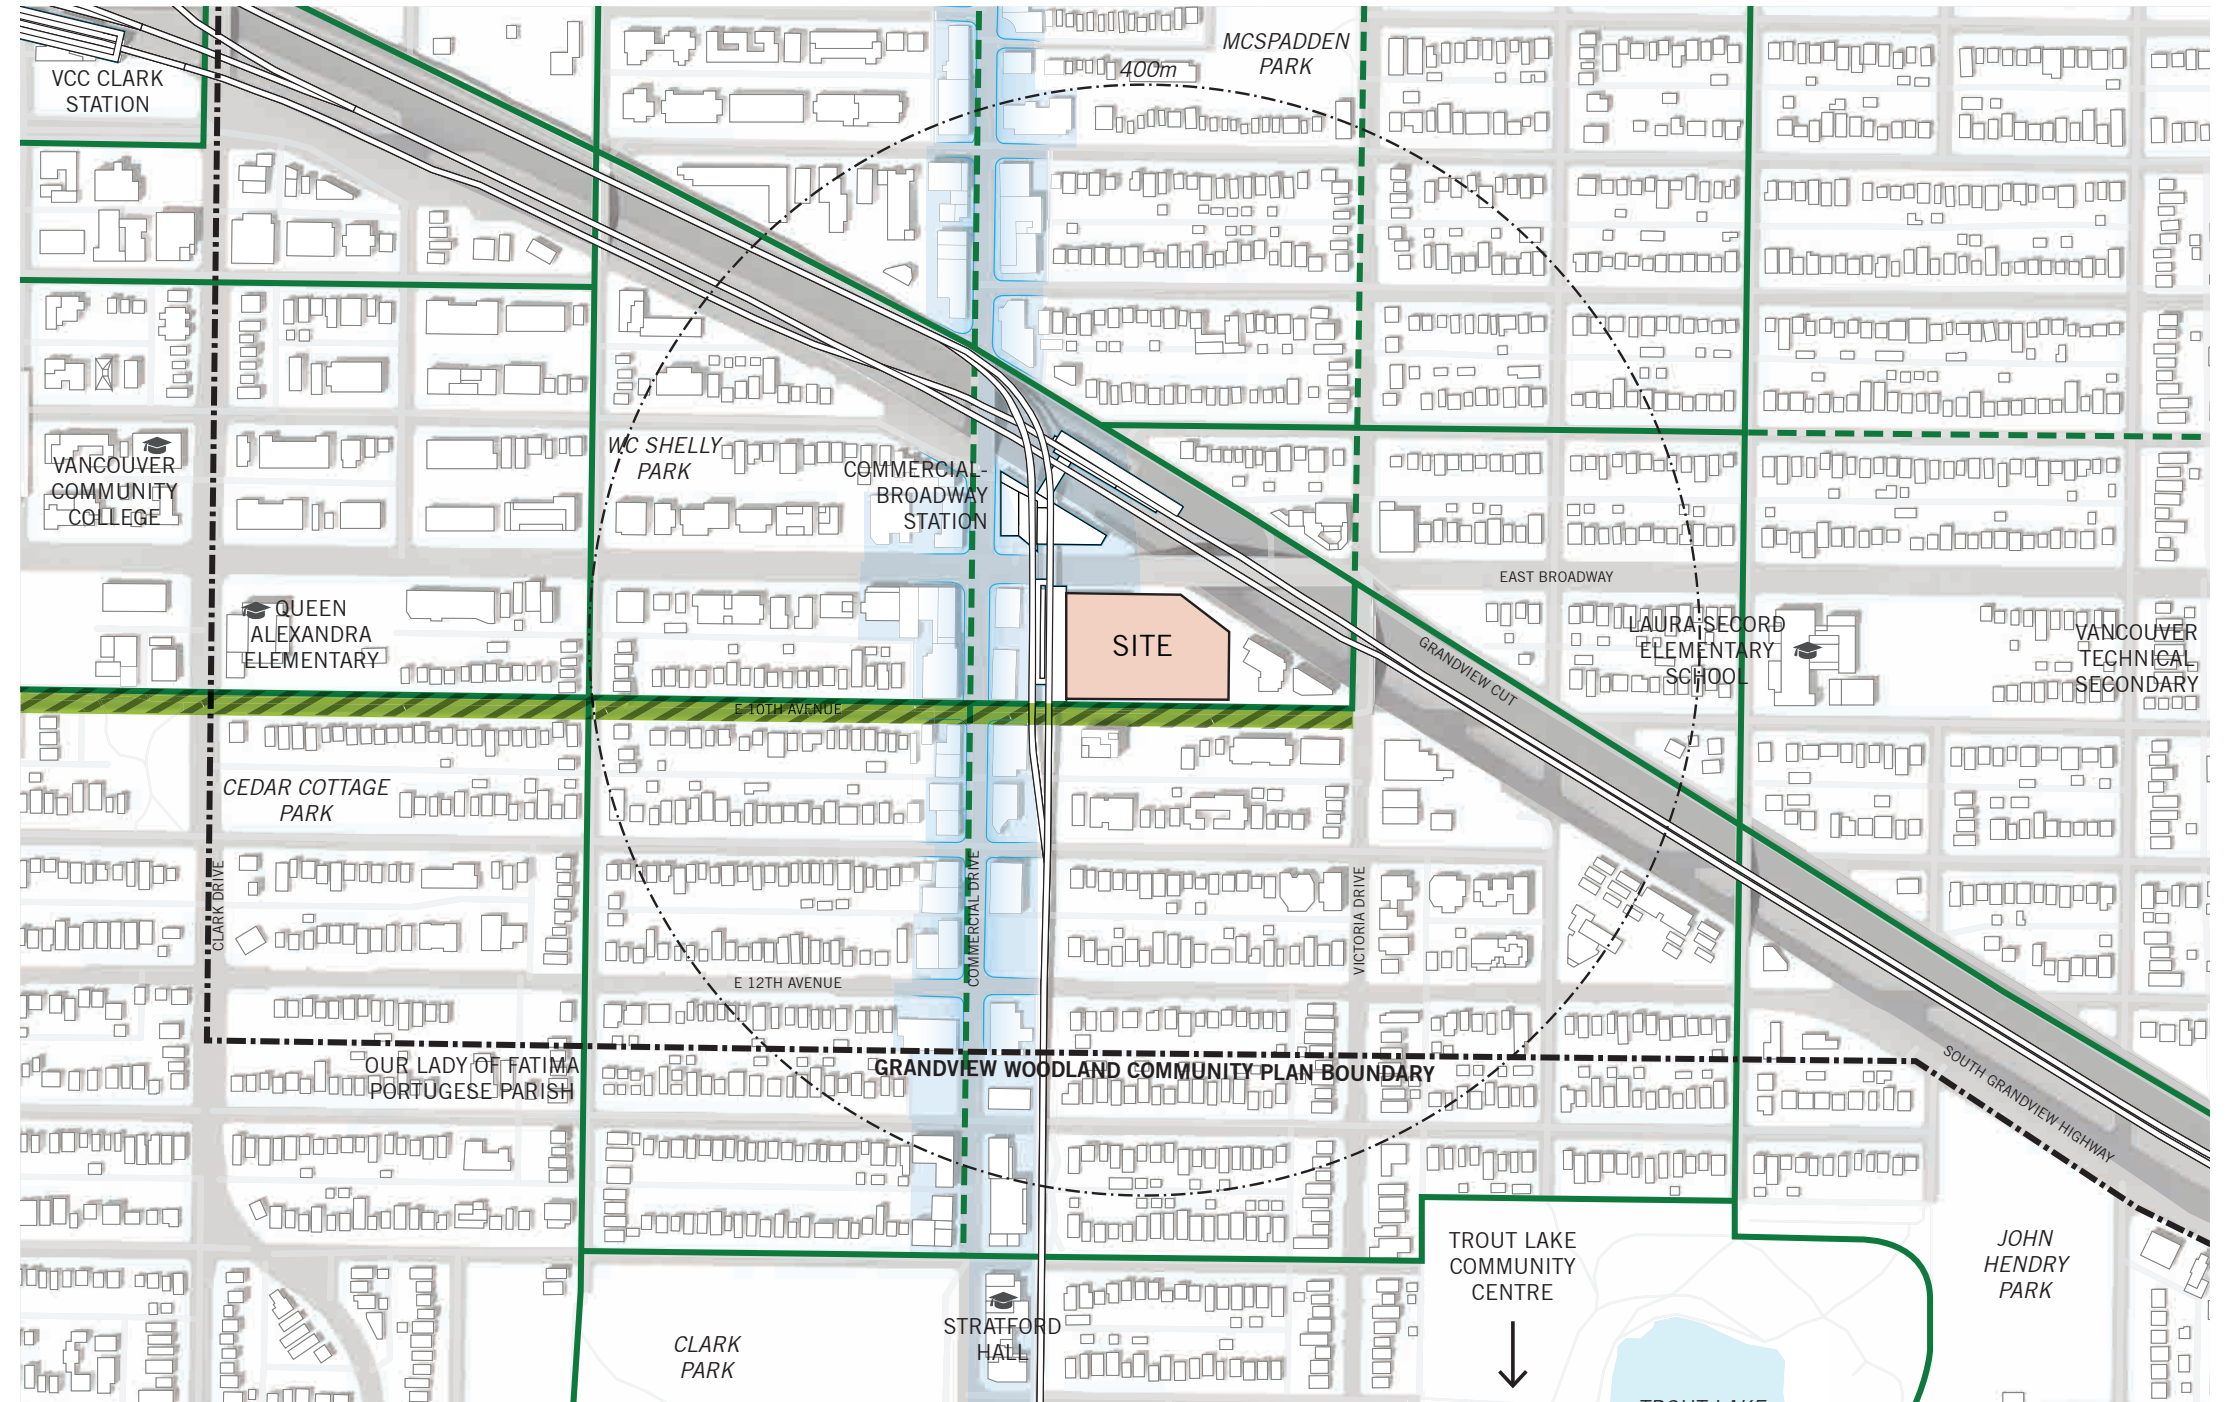 MCSPADDEN
PARK
400m
VCC CLARK
STATION
VANCOUVER
COMMUNITY
COLLEGE
WC SHELLY
PARK
COMMERCIAL-
BROADWAY
STATION
EAST BROADWAY
QUEEN
ALEXANDRA
ELEMENTARY
SITE
GRANDVIEW CUT
LAURA SECORD
ELEMENTARY
SCHOOL
VANCOUVER
TECHNICAL
SECONDARY
E 10TH AVENUE
CEDAR COTTAGE
PARK
CLARK DRIVE
COMMERCIAL DRIVE
VICTORIA DRIVE
E 12TH AVENUE
OUR LADY OF FATIMA
PORTUGESE PARISH
GRANDVIEW WOODLAND COMMUNITY PLAN BOUNDARY
SOUTH GRANDVIEW HIGHWAY
TROUT LAKE
COMMUNITY
CENTRE
JOHN
HENDRY
PARK
STRATFORD
HALL
CLARK
PARK
TROUT LAKE